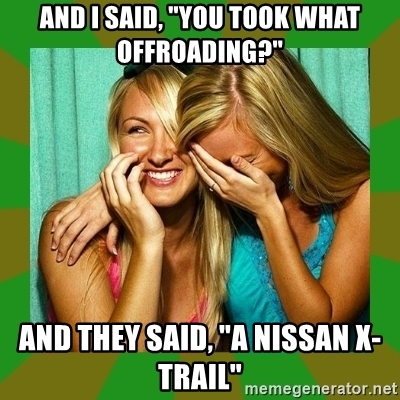 AND I SAID, "YOU TOOK WHAT
OFFROADING?"
AND THEY SAID, "A NISSAN X-
TRAIL"
memegenerator.net